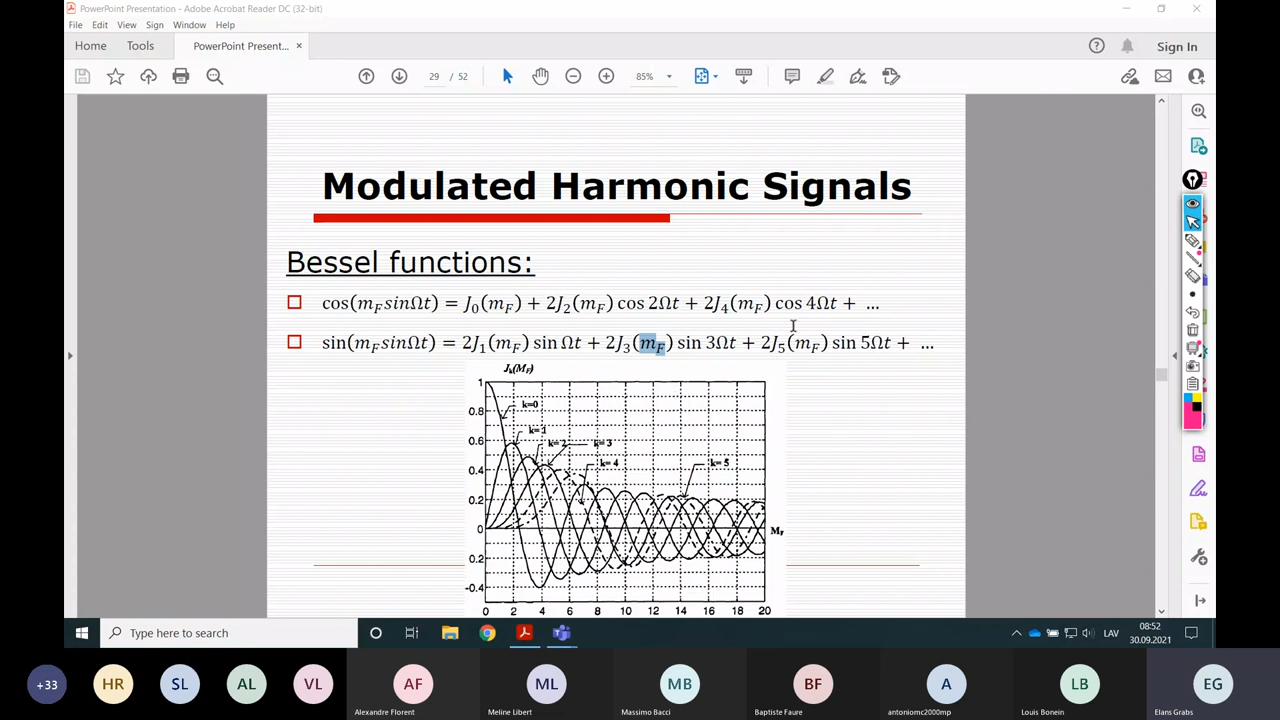 PowerPoint Presentation - Adobe Acrobat Reader DC (32-bit)
File Edit View Sign Window Help
Home Tools PowerPoint Present... × Sign In
29 / 52 85%
Modulated Harmonic Signals
Bessel functions:
cos(m_F sinΩt) = J_0(m_F) + 2J_2(m_F) cos 2Ωt + 2J_4(m_F) cos 4Ωt + …
sin(m_F sinΩt) = 2J_1(m_F) sin Ωt + 2J_3(m_F) sin 3Ωt + 2J_5(m_F) sin 5Ωt + …
J_k(M_F)
1
k=0
0.8
k=1
0.6
k=2 k=3
k=4 k=5
0.4
0.2
0 M_F
0.2
-0.4
0 2 4 6 8 10 12 14 16 18 20
Type here to search
LAV
08:52
30.09.2021
+33 HR SL AL VL AF ML MB BF A LB EG
Alexandre Florent Meline Libert Massimo Bacci Baptiste Faure antoniomc2000mp Louis Bonein Elans Grabs